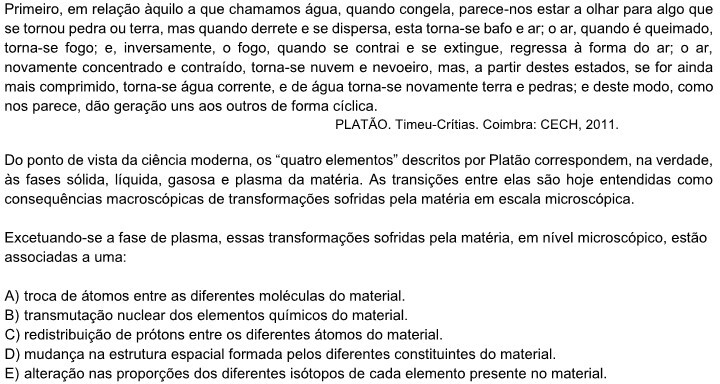 Primeiro, em relação àquilo a que chamamos água, quando congela, parece-nos estar a olhar para algo que
se tornou pedra ou terra, mas quando derrete e se dispersa, esta torna-se bafo e ar; o ar, quando é queimado,
torna-se fogo; e, inversamente, o fogo, quando se contrai e se extingue, regressa à forma do ar; o ar,
novamente concentrado e contraído, torna-se nuvem e nevoeiro, mas, a partir destes estados, se for ainda
mais comprimido, torna-se água corrente, e de água torna-se novamente terra e pedras; e deste modo, como
nos parece, dão geração uns aos outros de forma cíclica.
PLATÃO. Timeu-Crítias. Coimbra: CECH, 2011.
Do ponto de vista da ciência moderna, os “quatro elementos” descritos por Platão correspondem, na verdade,
às fases sólida, líquida, gasosa e plasma da matéria. As transições entre elas são hoje entendidas como
consequências macroscópicas de transformações sofridas pela matéria em escala microscópica.
Excetuando-se a fase de plasma, essas transformações sofridas pela matéria, em nível microscópico, estão
associadas a uma:
A) troca de átomos entre as diferentes moléculas do material.
B) transmutação nuclear dos elementos químicos do material.
C) redistribuição de prótons entre os diferentes átomos do material.
D) mudança na estrutura espacial formada pelos diferentes constituintes do material.
E) alteração nas proporções dos diferentes isótopos de cada elemento presente no material.